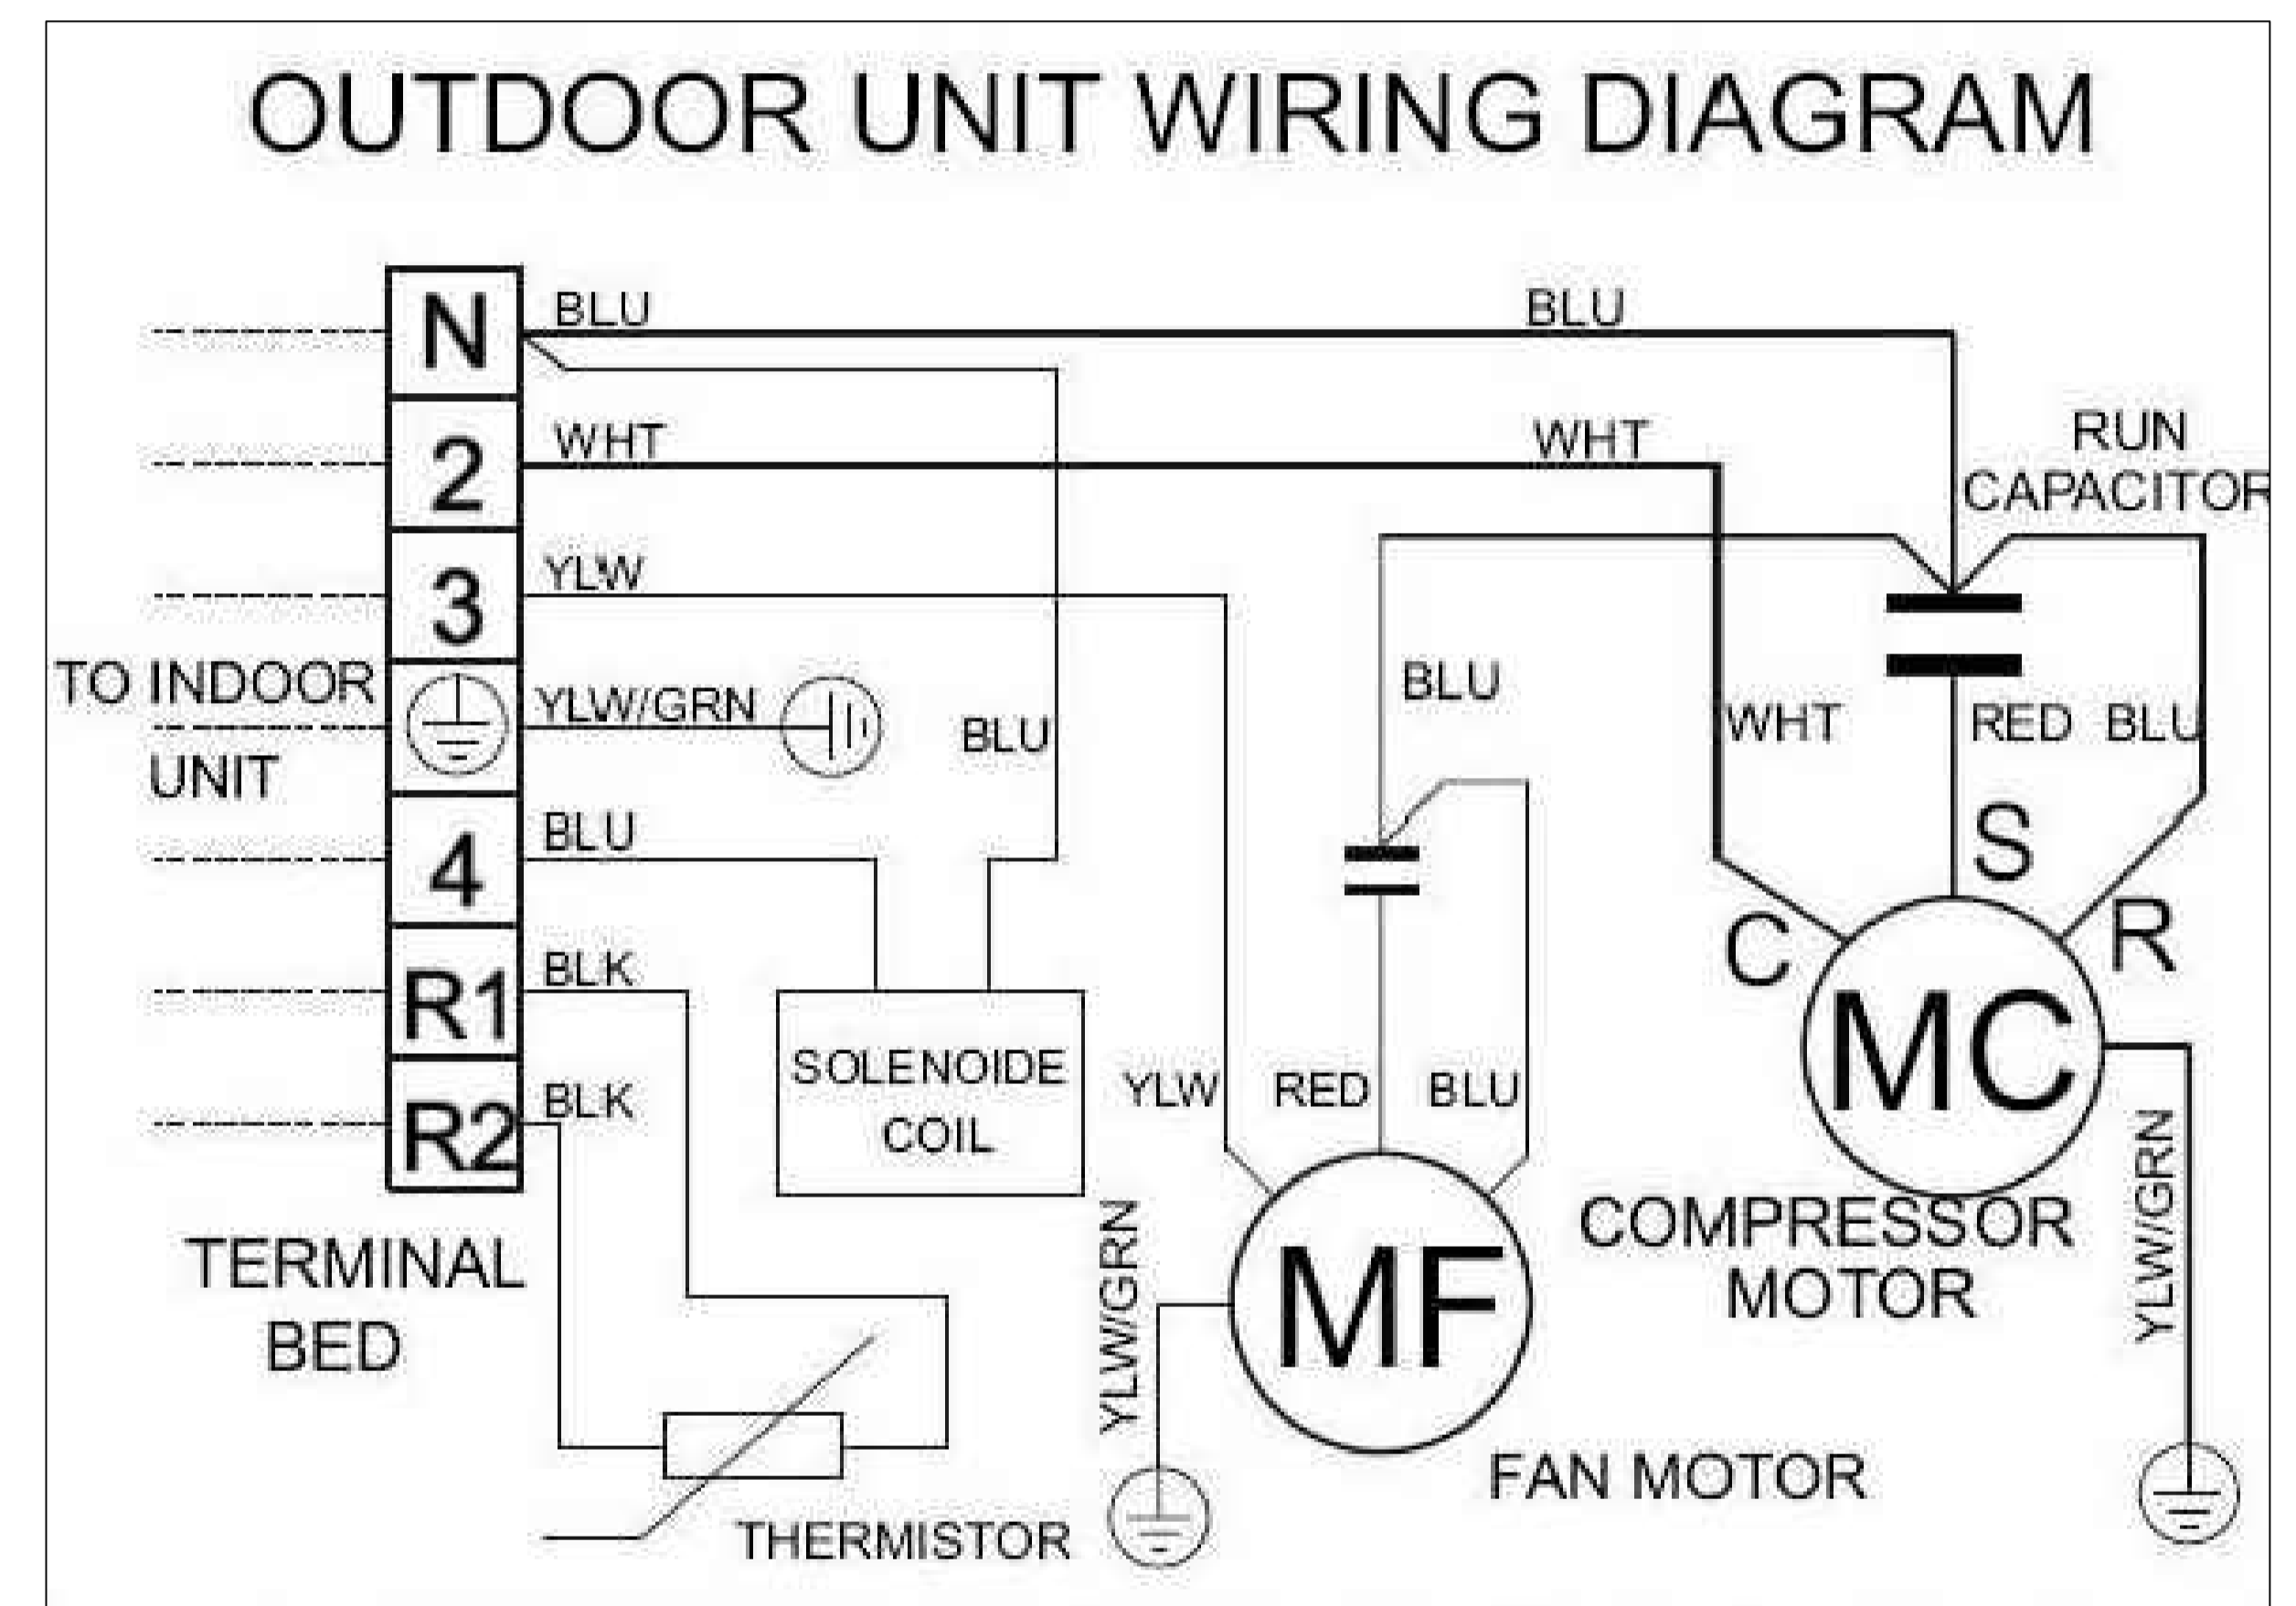 OUTDOOR UNIT WIRING DIAGRAM
N
BLU
BLU
2
WHT
WHT
RUN
CAPACITOR
3
YLW
TO INDOOR
UNIT
YLW/GRN
BLU
BLU
WHT
RED
BLU
4
BLU
S
C
R
R1
BLK
MC
SOLENOIDE
COIL
YLW
RED
BLU
R2
BLK
COMPRESSOR
MOTOR
YLW/GRN
TERMINAL
BED
YLW/GRN
MF
FAN MOTOR
THERMISTOR